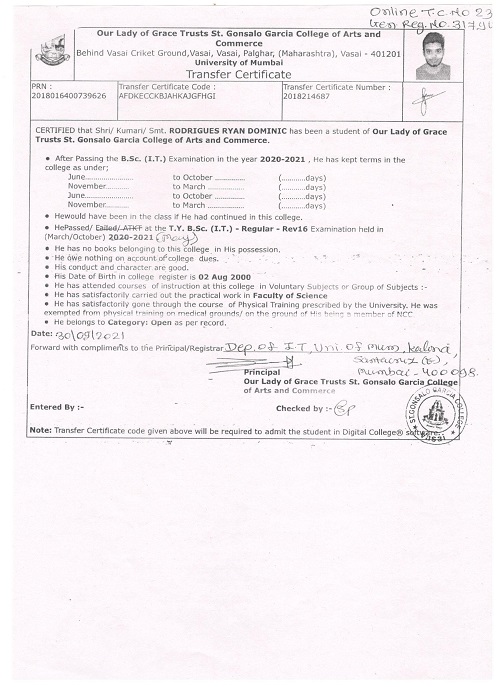 Online T.C No 23
Gen Reg. No. 317
Our Lady of Grace Trusts St. Gonsalo Garcia College of Arts and
Commerce
Behind Vasai Criket Ground,Vasai, Vasai, Palghar, (Maharashtra), Vasai - 401201
University of Mumbai
Transfer Certificate
PRN :
2018016400739626
Transfer Certificate Code :
AFDKECCKBJAHKAJGFHGI
Transfer Certificate Number :
2018214687
CERTIFIED that Shri/ Kumari/ Smt. RODRIGUES RYAN DOMINIC has been a student of Our Lady of Grace
Trusts St. Gonsalo Garcia College of Arts and Commerce.
• After Passing the B.Sc (I.T.) Examination in the year 2020-2021 , He has kept terms in the
college as under;
June.................... to October .............. (...........days)
November............... to March .............. (...........days)
June.................... to October .............. (...........days)
November............... to March .............. (...........days)
• Hewould have been in the class if He had continued in this college.
• HePassed/ Failed/ ATKT at the T.Y. B.Sc. (I.T.) - Regular - Rev16 Examination held in
(March/October) 2020-2021 (May)
• He has no books belonging to this college in His possession.
• He owe nothing on account of college dues.
• His conduct and character are good.
• His Date of Birth in college register is 02 Aug 2000
• He has attended courses of instruction at this college in Voluntary Subjects or Group of Subjects :-
• He has satisfactorily carried out the practical work in Faculty of Science
• He has satisfactorily gone through the course of Physical Training prescribed by the University. He was
exempted from physical training on medical grounds/ on the ground of His being a member of NCC
• He belongs to Category: Open as per record.
Date: 30/09/2021
Forward with compliments to the Principal/Registrar Dep. of I.T, Uni. of Mum, Kalina
Santacruz (E),
Mumbai - 400098.
Principal
Our Lady of Grace Trusts St. Gonsalo Garcia College
of Arts and Commerce
Entered By :-
Checked by :-
ST. GONSALO GARCIA COLLEGE
VASAI
Note: Transfer Certificate code given above will be required to admit the student in Digital College® software.